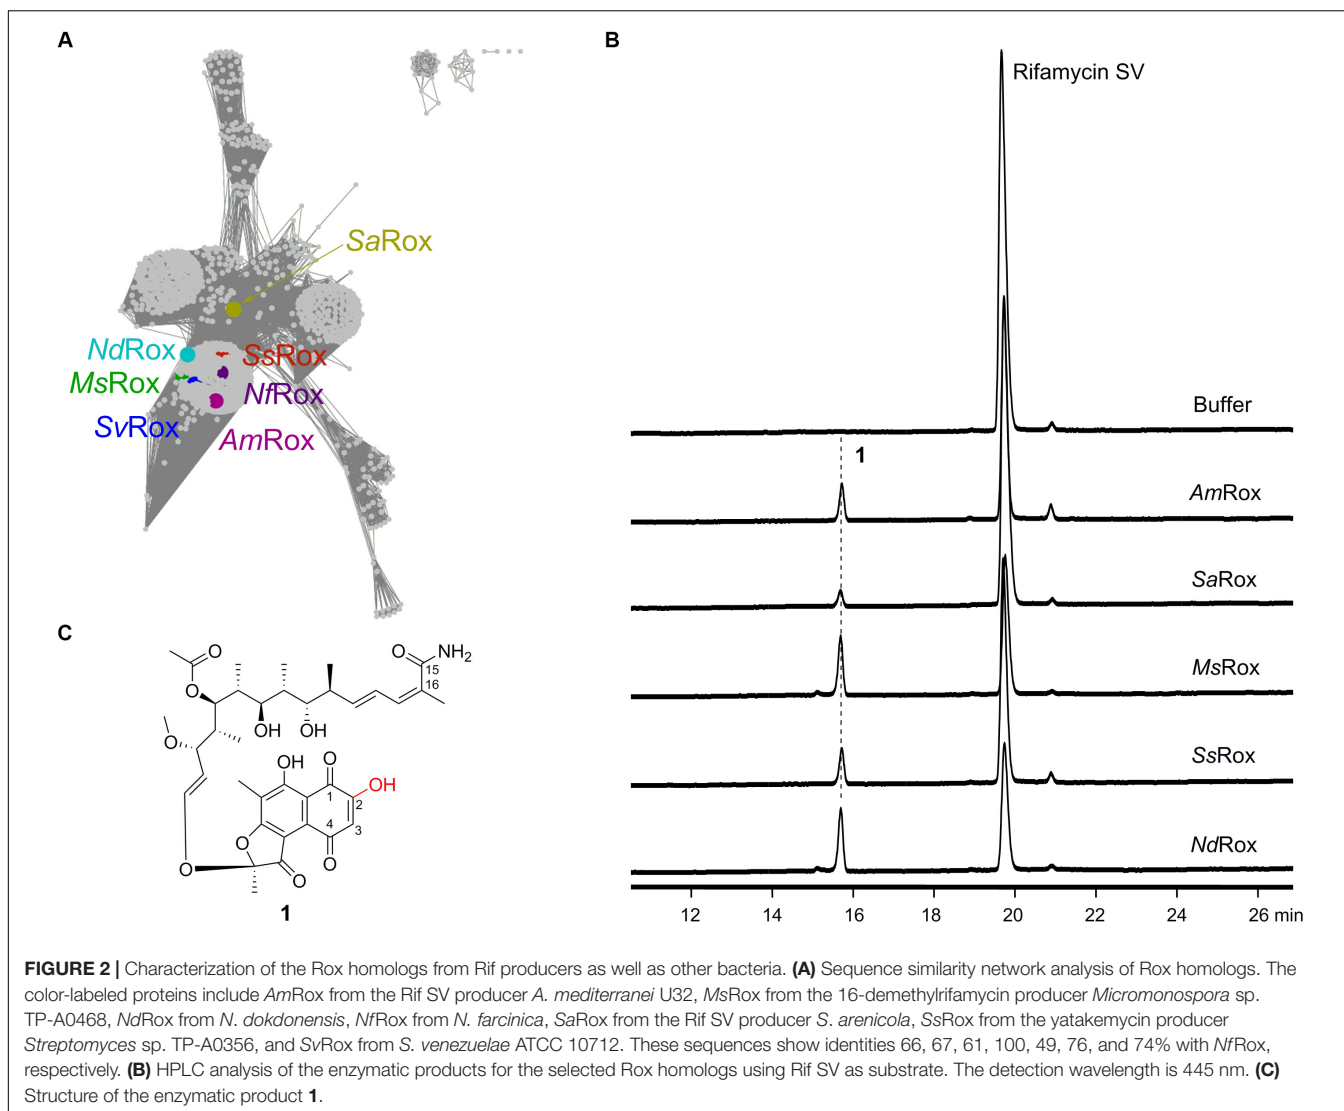 A
SaRox
NdRox
SsRox
MsRox
NfRox
SvRox
AmRox
B
Rifamycin SV
Buffer
1
AmRox
SaRox
MsRox
SsRox
NdRox
12 14 16 18 20 22 24 26 min
C
O
O
NH2
15
16
O
OH
OH
O
OH
O
OH
1
2
O
4
3
O
O
O
1
FIGURE 2 | Characterization of the Rox homologs from Rif producers as well as other bacteria. (A) Sequence similarity network analysis of Rox homologs. The
color-labeled proteins include AmRox from the Rif SV producer A. mediterranei U32, MsRox from the 16-demethylrifamycin producer Micromonospora sp.
TP-A0468, NdRox from N. dokdonensis, NfRox from N. farcinica, SaRox from the Rif SV producer S. arenicola, SsRox from the yatakemycin producer
Streptomyces sp. TP-A0356, and SvRox from S. venezuelae ATCC 10712. These sequences show identities 66, 67, 61, 100, 49, 76, and 74% with NfRox,
respectively. (B) HPLC analysis of the enzymatic products for the selected Rox homologs using Rif SV as substrate. The detection wavelength is 445 nm. (C)
Structure of the enzymatic product 1.